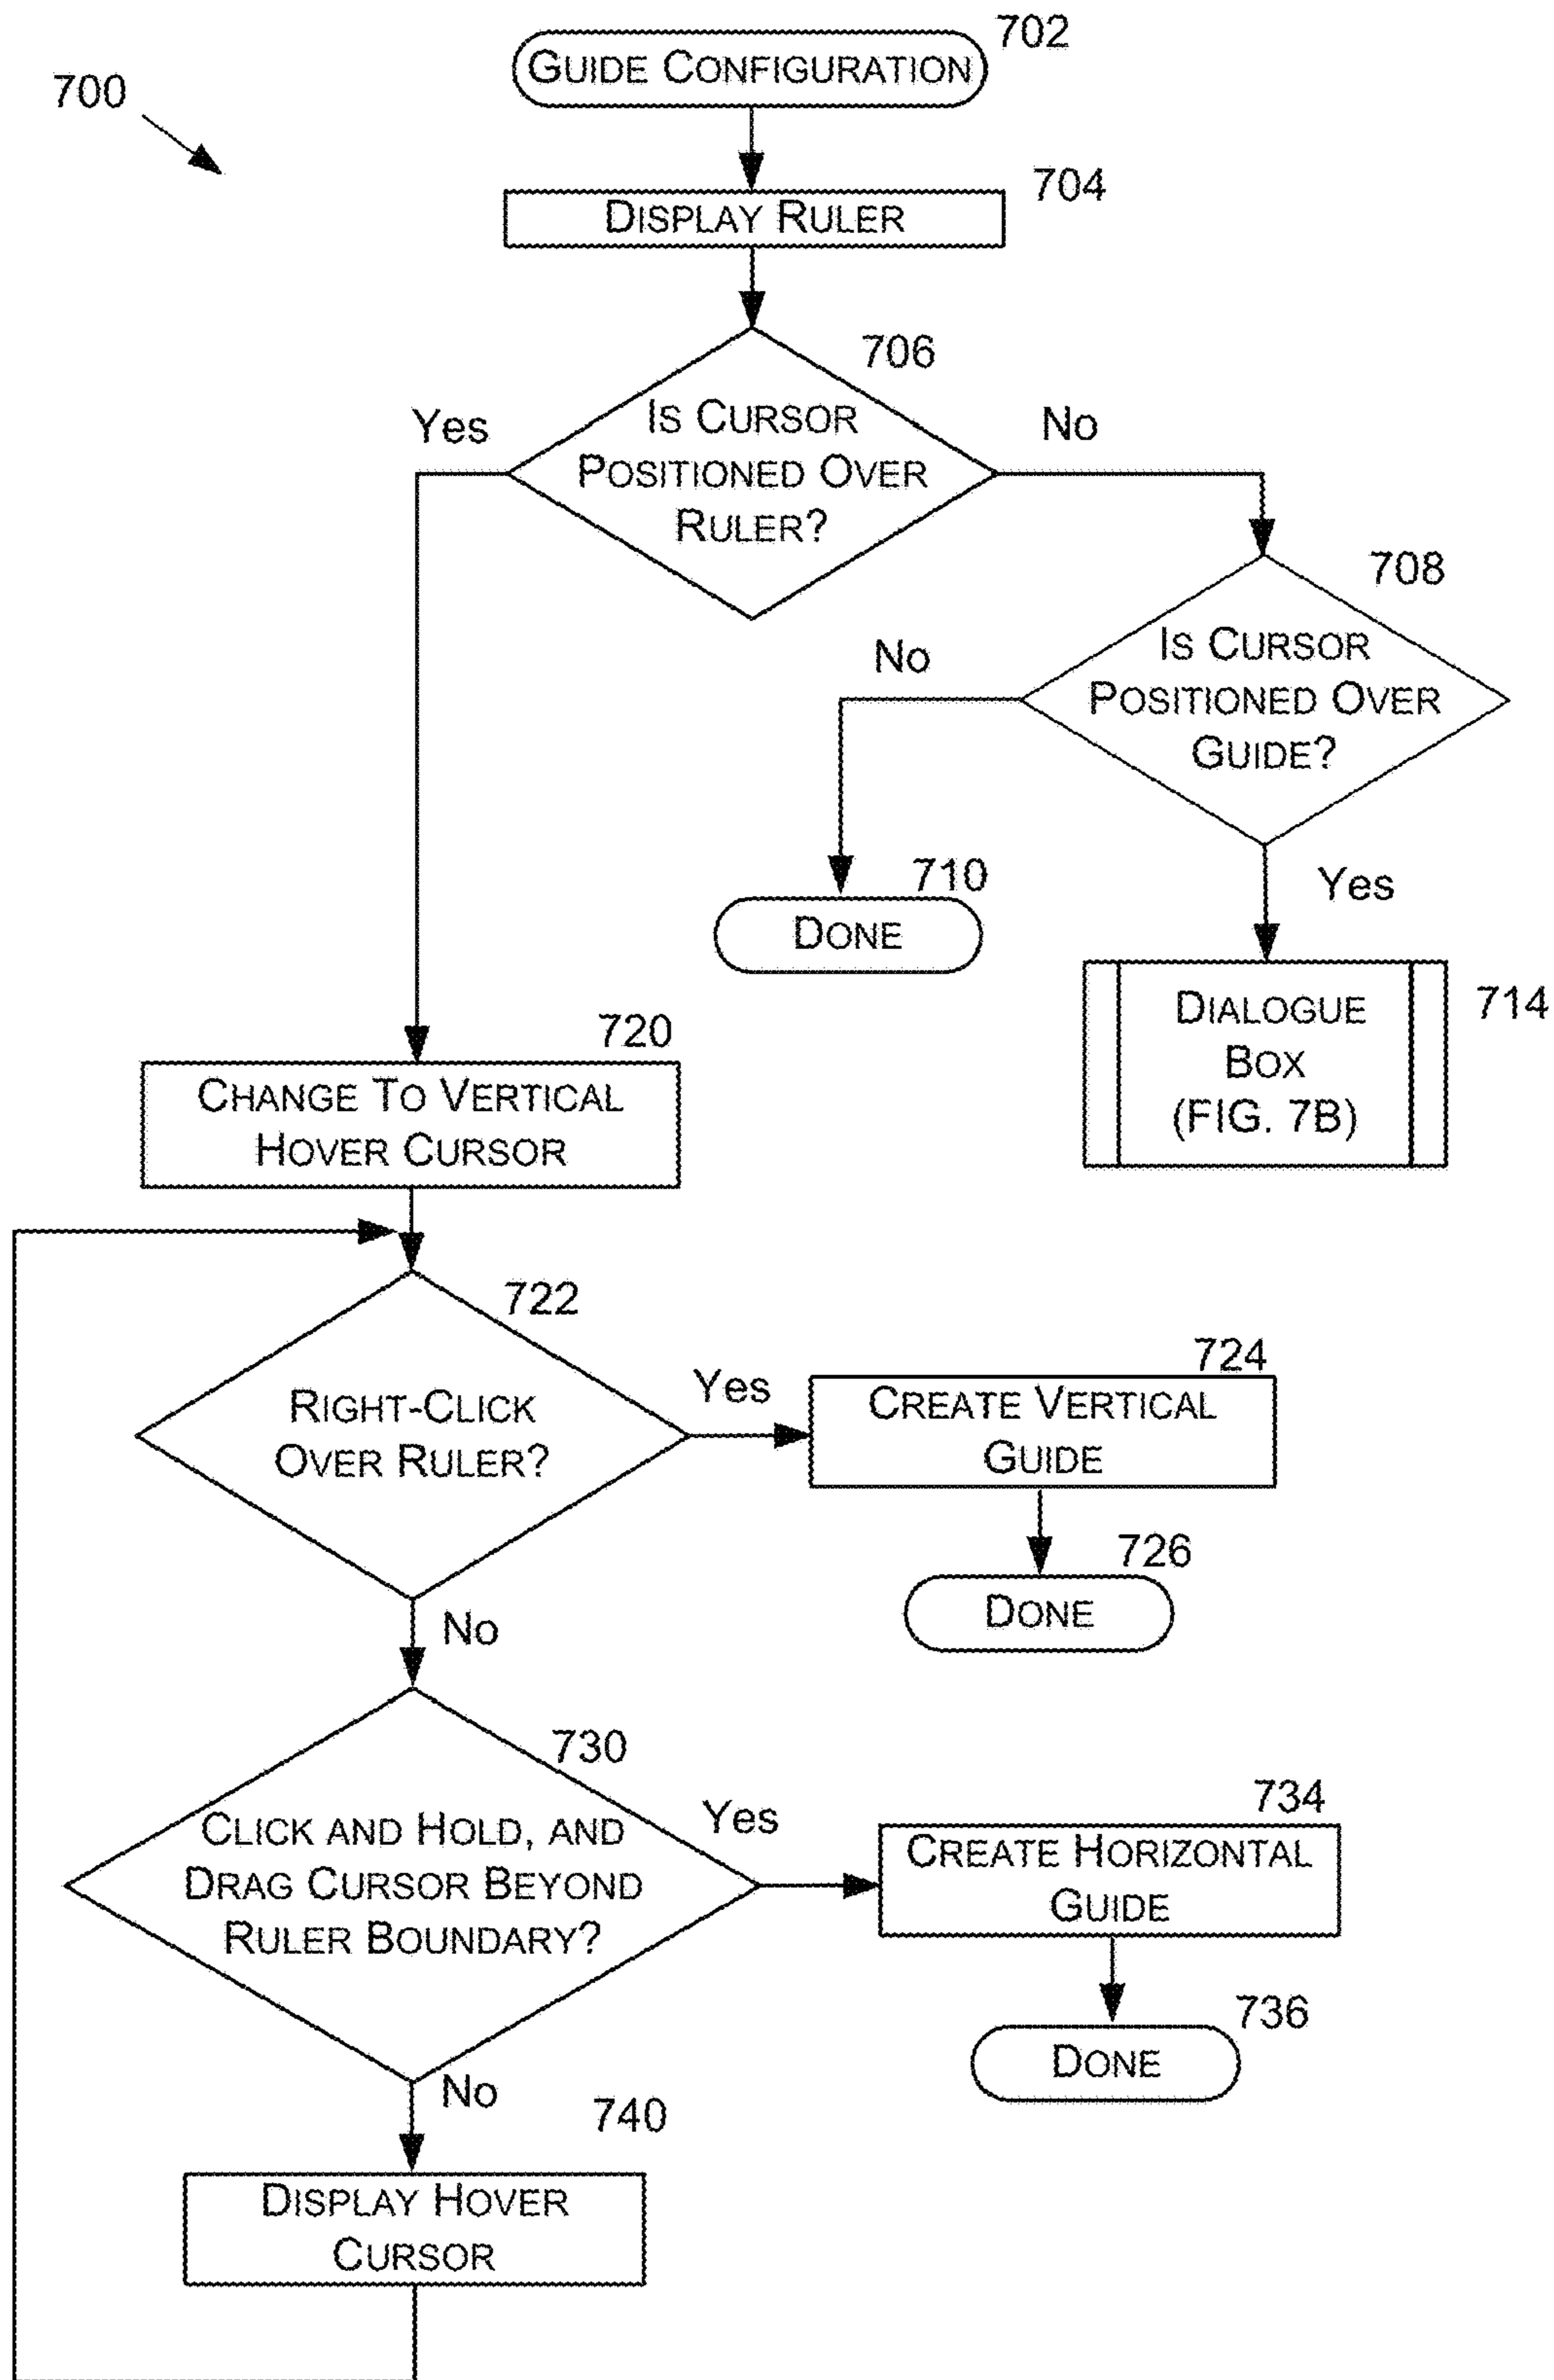 702
GUIDE CONFIGURATION
700
704
DISPLAY RULER
706
Yes
IS CURSOR
POSITIONED OVER
RULER?
No
708
No
IS CURSOR
POSITIONED OVER
GUIDE?
710
DONE
Yes
DIALOGUE
BOX
(FIG. 7B)
714
720
CHANGE TO VERTICAL
HOVER CURSOR
722
RIGHT-CLICK
OVER RULER?
Yes
724
CREATE VERTICAL
GUIDE
726
DONE
No
730
CLICK AND HOLD, AND
DRAG CURSOR BEYOND
RULER BOUNDARY?
Yes
734
CREATE HORIZONTAL
GUIDE
736
DONE
No
740
DISPLAY HOVER
CURSOR